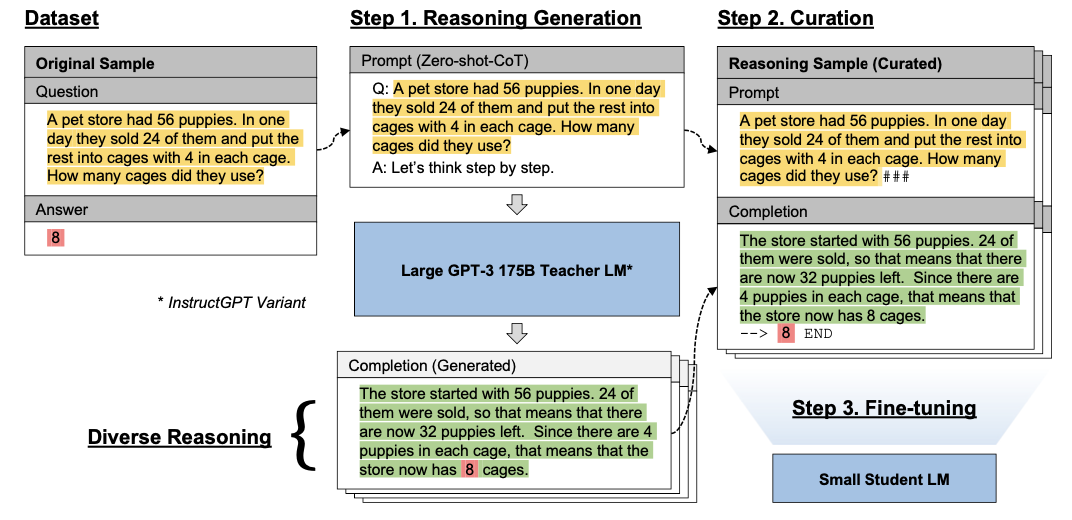 Dataset
Original Sample
Question
A pet store had 56 puppies. In one
day they sold 24 of them and put the
rest into cages with 4 in each cage.
How many cages did they use?
Answer
8
* InstructGPT Variant
Step 1. Reasoning Generation
Prompt (Zero-shot-CoT)
Q: A pet store had 56 puppies. In one day
they sold 24 of them and put the rest into
cages with 4 in each cage. How many
cages did they use?
A: Let’s think step by step.
Large GPT-3 175B Teacher LM*
Completion (Generated)
The store started with 56 puppies. 24 of
them were sold, so that means that there
are now 32 puppies left.  Since there are 4
puppies in each cage, that means that the
store now has 8 cages.
Diverse Reasoning {
Step 2. Curation
Reasoning Sample (Curated)
Prompt
A pet store had 56 puppies. In one day
they sold 24 of them and put the rest into
cages with 4 in each cage. How many
cages did they use? ###
Completion
The store started with 56 puppies. 24 of
them were sold, so that means that there
are now 32 puppies left.  Since there are
4 puppies in each cage, that means that
the store now has 8 cages.
--> 8 END
Step 3. Fine-tuning
Small Student LM